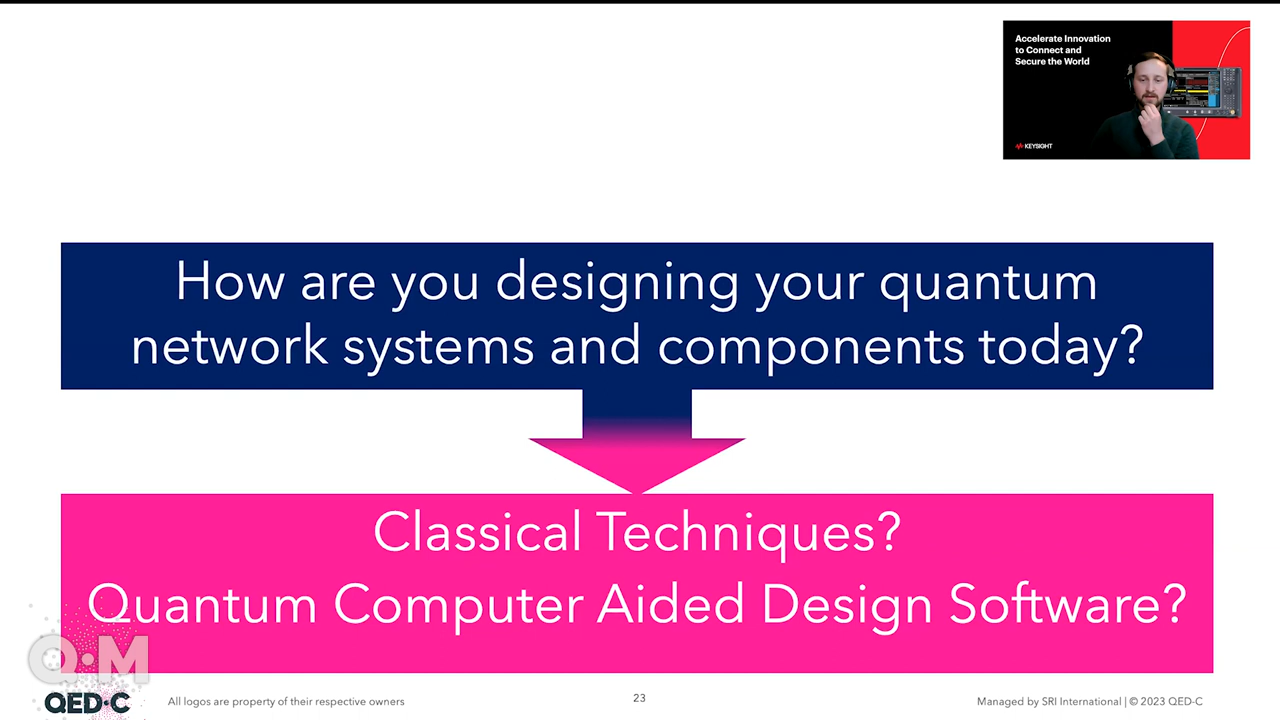 Accelerate Innovation
to Connect and
Secure the World
KEYSIGHT
How are you designing your quantum
network systems and components today?
Classical Techniques?
Quantum Computer Aided Design Software?
Q·M
QED·C
All logos are property of their respective owners
23
Managed by SRI International | © 2023 QED-C